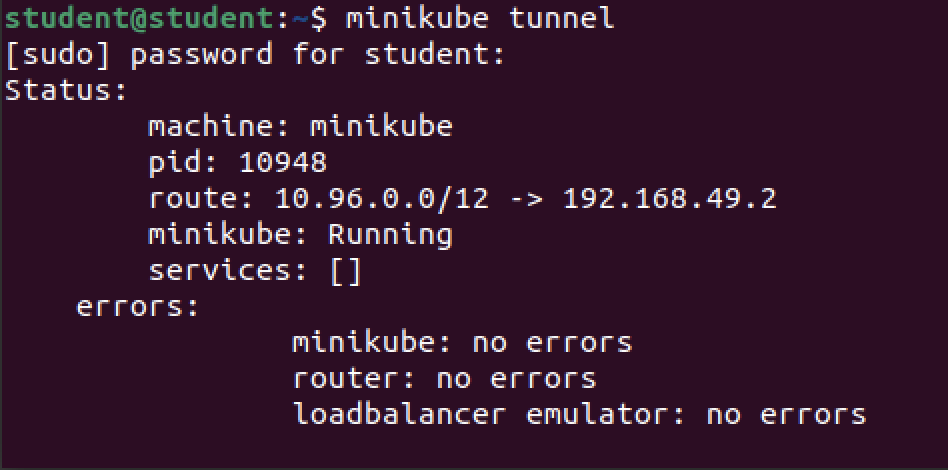 student@student:~$ minikube tunnel
[sudo] password for student:
Status:
machine: minikube
pid: 10948
route: 10.96.0.0/12 -> 192.168.49.2
minikube: Running
services: []
errors:
minikube: no errors
router: no errors
loadbalancer emulator: no errors